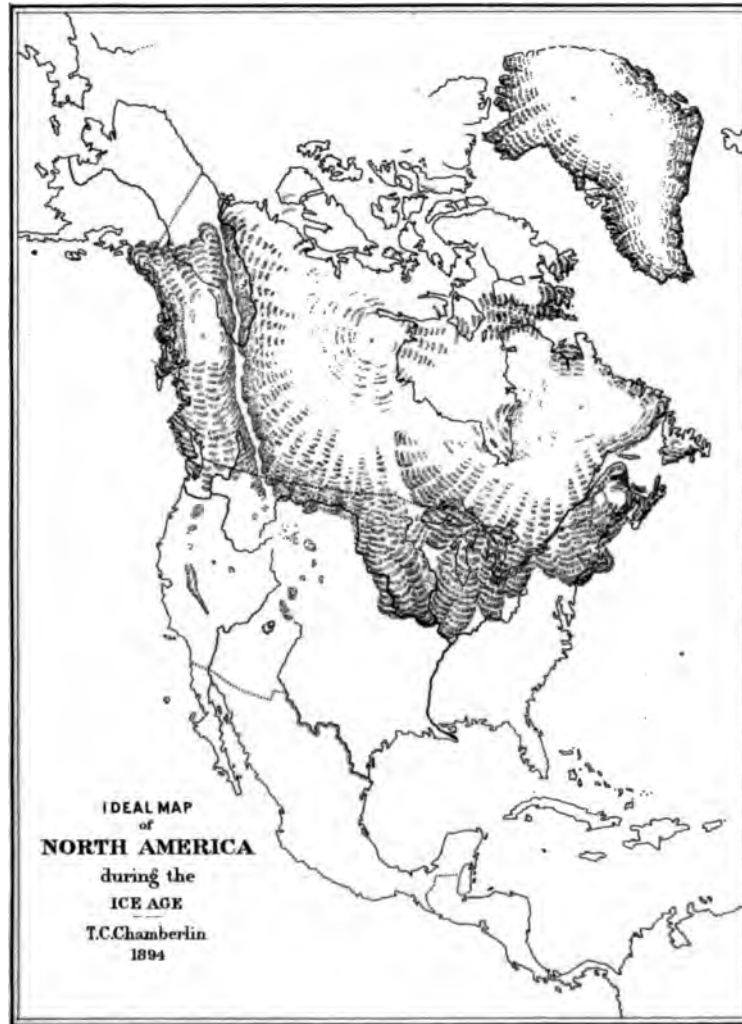 IDEAL MAP
of
NORTH AMERICA
during the
ICE AGE
T.C.Chamberlin
1894